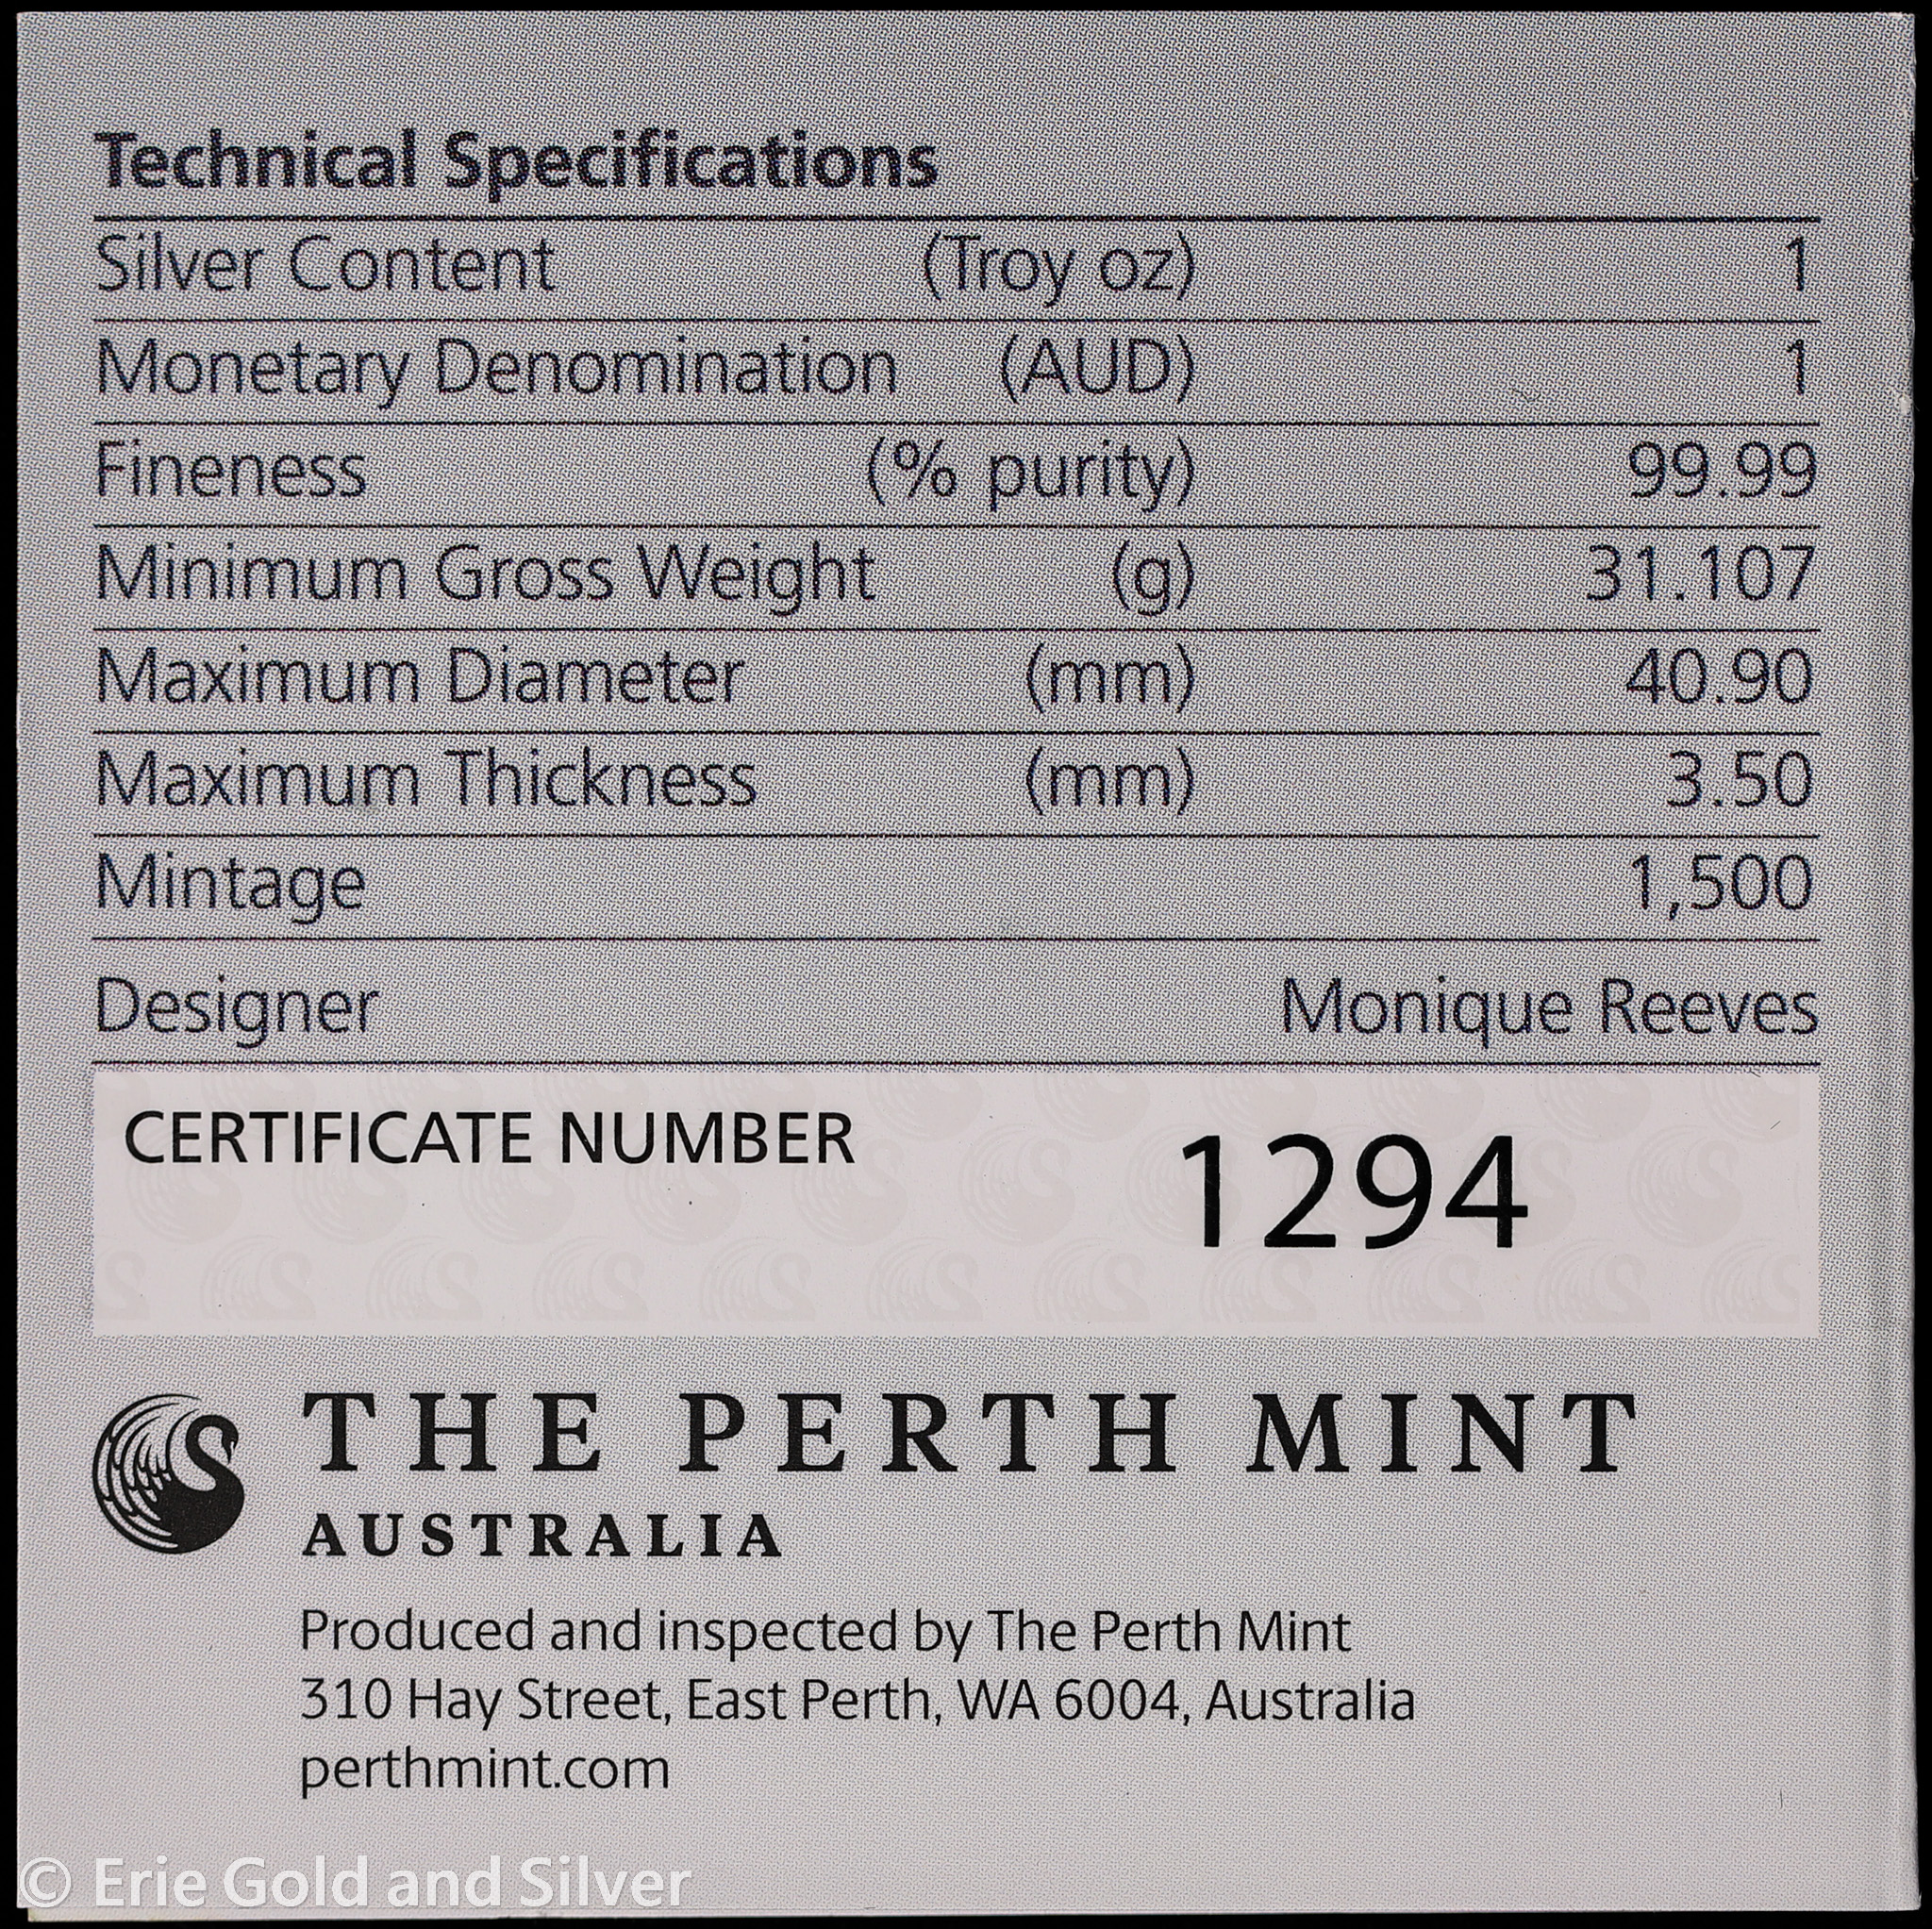 Technical Specifications
Silver Content (Troy oz) 1
Monetary Denomination (AUD) 1
Fineness (% purity) 99.99
Minimum Gross Weight (g) 31.107
Maximum Diameter (mm) 40.90
Maximum Thickness (mm) 3.50
Mintage 1,500
Designer Monique Reeves
CERTIFICATE NUMBER 1294
THE PERTH MINT
AUSTRALIA
Produced and inspected by The Perth Mint
310 Hay Street, East Perth, WA 6004, Australia
perthmint.com
© Erie Gold and Silver